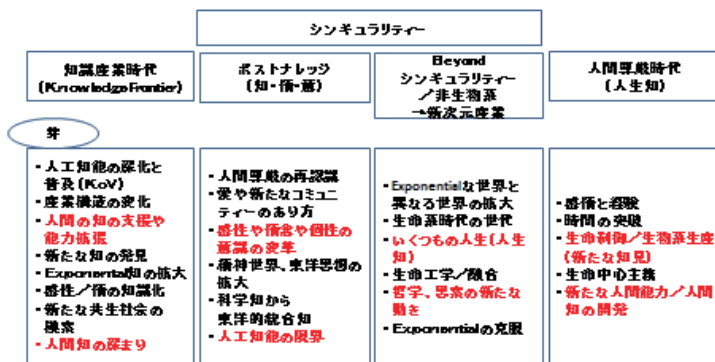 シンギュラリティー
知識産業時代
(KnowledgeFrontier)
ポストナレッジ
(知・情・意)
Beyond
シンギュラリティー
／非生物系
→新次元産業
人間尊厳時代
(人生知)
芽
・人工知能の深化と
普及(KoV)
・産業構造の変化
・人間の知の支援や
能力拡張
・新たな知の発見
・Exponential知の拡大
・感性／情の知識化
・新たな共生社会の
模索
・人間知の深まり
・人間尊厳の再認識
・愛や新たなコミュニ
ティーのあり方
・感性や情念や個性の
意識の変革
・精神世界、東洋思想の
拡大
・科学知から
東洋的統合知
・人工知能の限界
・Exponentialな世界と
異なる世界の拡大
・生命系時代の世代
・いくつもの人生(人生
知)
・生命工学／融合
・哲学、思索の新たな
動き
・Exponentialの克服
・感情と経験
・時間の突破
・生命制御／生物系生産
(新たな知見)
・生命中心主義
・新たな人間能力／人間
知の開発